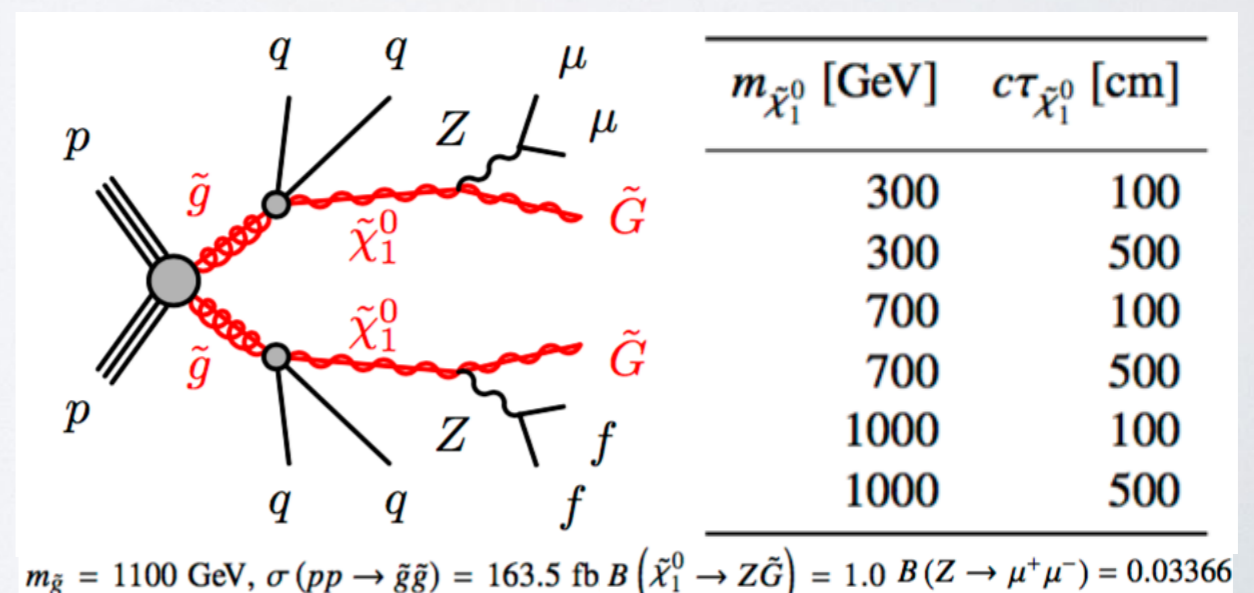 q q μ
Z μ
p
g̃ G̃
χ̃₁⁰
χ̃₁⁰
g̃ G̃
p Z f
q q f
m_χ̃₁⁰ [GeV] cτ_χ̃₁⁰ [cm]
300 100
300 500
700 100
700 500
1000 100
1000 500
m_g̃ = 1100 GeV, σ (pp → g̃g̃) = 163.5 fb B (χ̃₁⁰ → ZG̃) = 1.0 B (Z → μ⁺μ⁻) = 0.03366